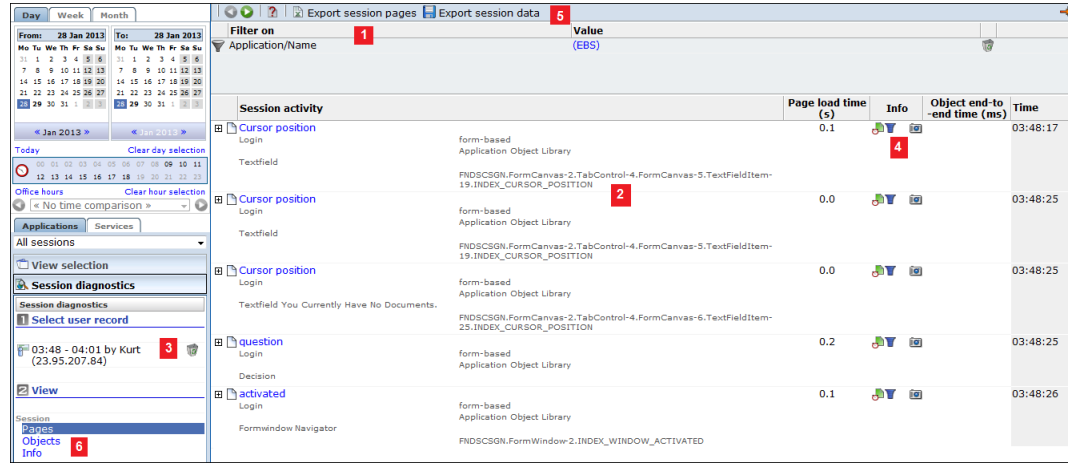 Day Week Month
From: 28 Jan 2013 To: 28 Jan 2013
Mo Tu We Th Fr Sa Su Mo Tu We Th Fr Sa Su
31 1 2 3 4 5 6 31 1 2 3 4 5 6
7 8 9 10 11 12 13 7 8 9 10 11 12 13
14 15 16 17 18 19 20 14 15 16 17 18 19 20
21 22 23 24 25 26 27 21 22 23 24 25 26 27
28 29 30 31 1 2 3 28 29 30 31 1 2 3
« Jan 2013 » « Jan 2013 »
Today Clear day selection
00 01 02 03 04 05 06 07 08 09 10 11
12 13 14 15 16 17 18 19 20 21 22 23
Office hours Clear hour selection
« No time comparison »
Applications Services
All sessions
View selection
Session diagnostics
Session diagnostics
1 Select user record
03:48 - 04:01 by Kurt
(23.95.207.84)
3
2 View
Session
Pages
Objects
Info
6
Export session pages Export session data
5
Filter on Value
1
Application/Name (EBS)
Session activity Page load time (s) Info Object end-to-end time (ms) Time
Cursor position 0.1 03:48:17
Login form-based
Application Object Library
4
Textfield
FNDSCSGN.FormCanvas-2.TabControl-4.FormCanvas-5.TextFieldItem-
19.INDEX_CURSOR_POSITION
2
Cursor position 0.0 03:48:25
Login form-based
Application Object Library
Textfield
FNDSCSGN.FormCanvas-2.TabControl-4.FormCanvas-5.TextFieldItem-
19.INDEX_CURSOR_POSITION
Cursor position 0.0 03:48:25
Login form-based
Application Object Library
Textfield You Currently Have No Documents.
FNDSCSGN.FormCanvas-2.TabControl-4.FormCanvas-6.TextFieldItem-
25.INDEX_CURSOR_POSITION
question 0.2 03:48:25
Login form-based
Application Object Library
Decision
activated 0.1 03:48:26
Login form-based
Application Object Library
Formwindow Navigator
FNDSCSGN.FormWindow-2.INDEX_WINDOW_ACTIVATED